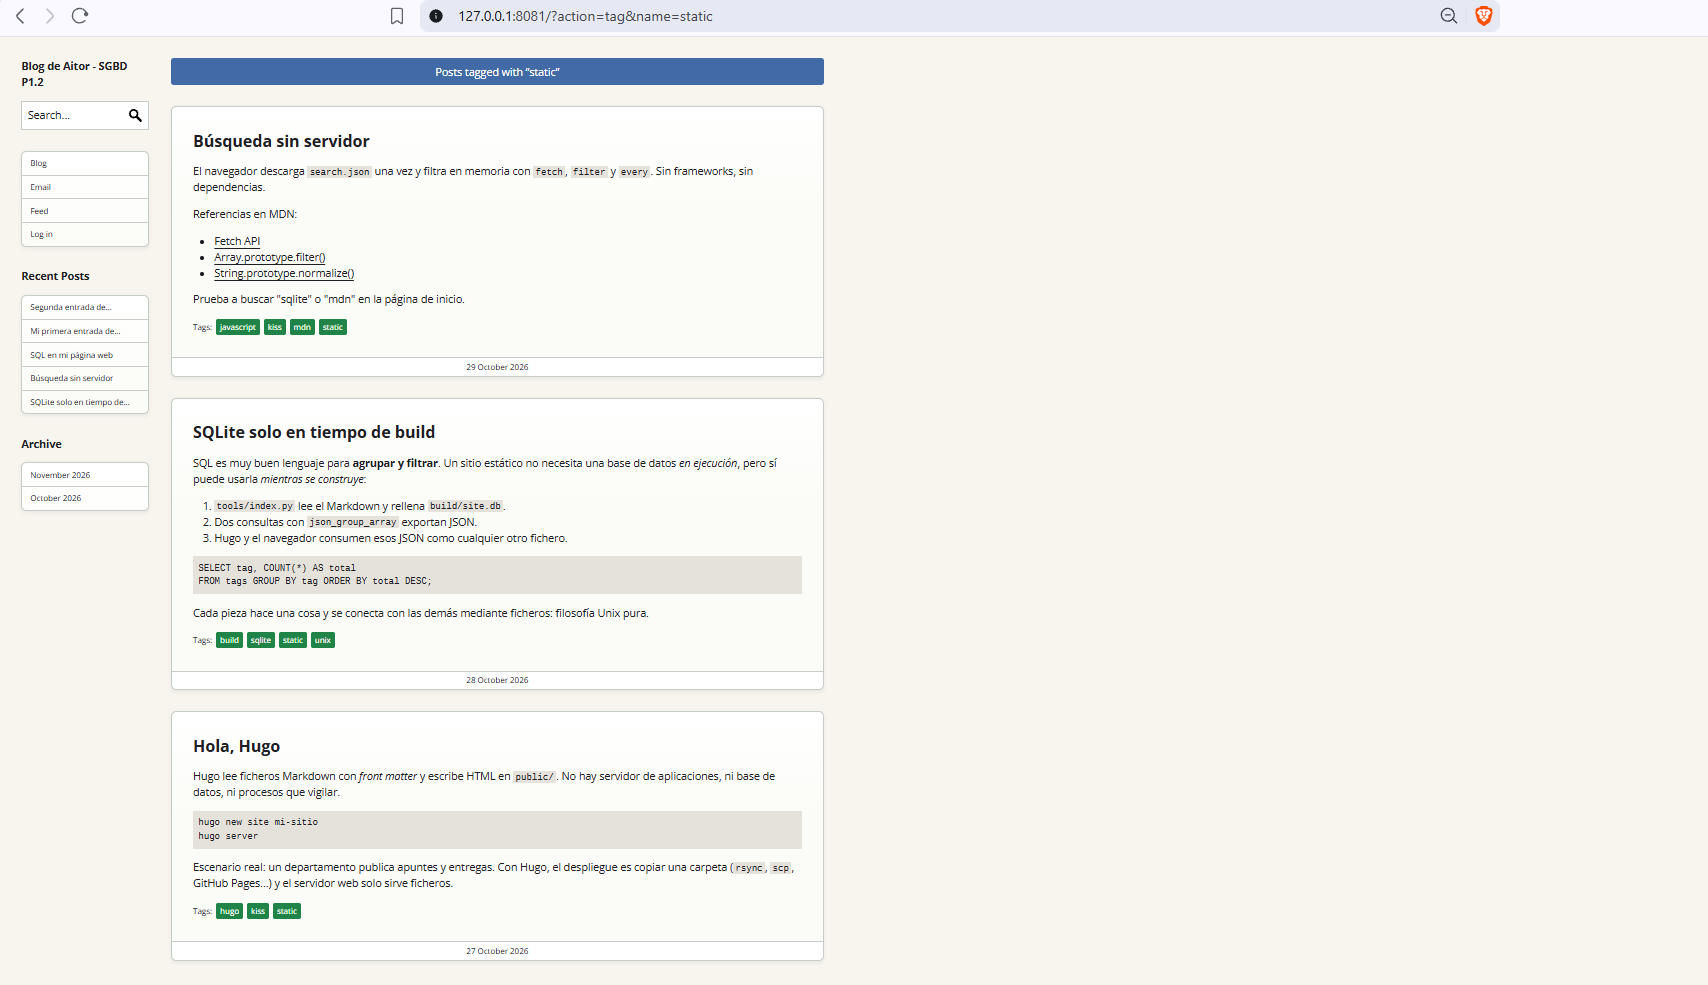 127.0.0.1:8081/?action=tag&name=static
Blog de Aitor - SGBD
P1.2
Search...
Blog
Email
Feed
Log in
Recent Posts
Segunda entrada de...
Mi primera entrada de...
SQL en mi página web
Búsqueda sin servidor
SQLite solo en tiempo de...
Archive
November 2026
October 2026
Posts tagged with “static”
Búsqueda sin servidor
El navegador descarga search.json una vez y filtra en memoria con fetch, filter y every. Sin frameworks, sin
dependencias.
Referencias en MDN:
• Fetch API
• Array.prototype.filter()
• String.prototype.normalize()
Prueba a buscar "sqlite" o "mdn" en la página de inicio.
Tags: javascript kiss mdn static
29 October 2026
SQLite solo en tiempo de build
SQL es muy buen lenguaje para agrupar y filtrar. Un sitio estático no necesita una base de datos en ejecución, pero sí
puede usarla mientras se construye:
1. tools/index.py lee el Markdown y rellena build/site.db.
2. Dos consultas con json_group_array exportan JSON.
3. Hugo y el navegador consumen esos JSON como cualquier otro fichero.
SELECT tag, COUNT(*) AS total
FROM tags GROUP BY tag ORDER BY total DESC;
Cada pieza hace una cosa y se conecta con las demás mediante ficheros: filosofía Unix pura.
Tags: build sqlite static unix
28 October 2026
Hola, Hugo
Hugo lee ficheros Markdown con front matter y escribe HTML en public/. No hay servidor de aplicaciones, ni base de
datos, ni procesos que vigilar.
hugo new site mi-sitio
hugo server
Escenario real: un departamento publica apuntes y entregas. Con Hugo, el despliegue es copiar una carpeta (rsync, scp,
GitHub Pages...) y el servidor web solo sirve ficheros.
Tags: hugo kiss static
27 October 2026